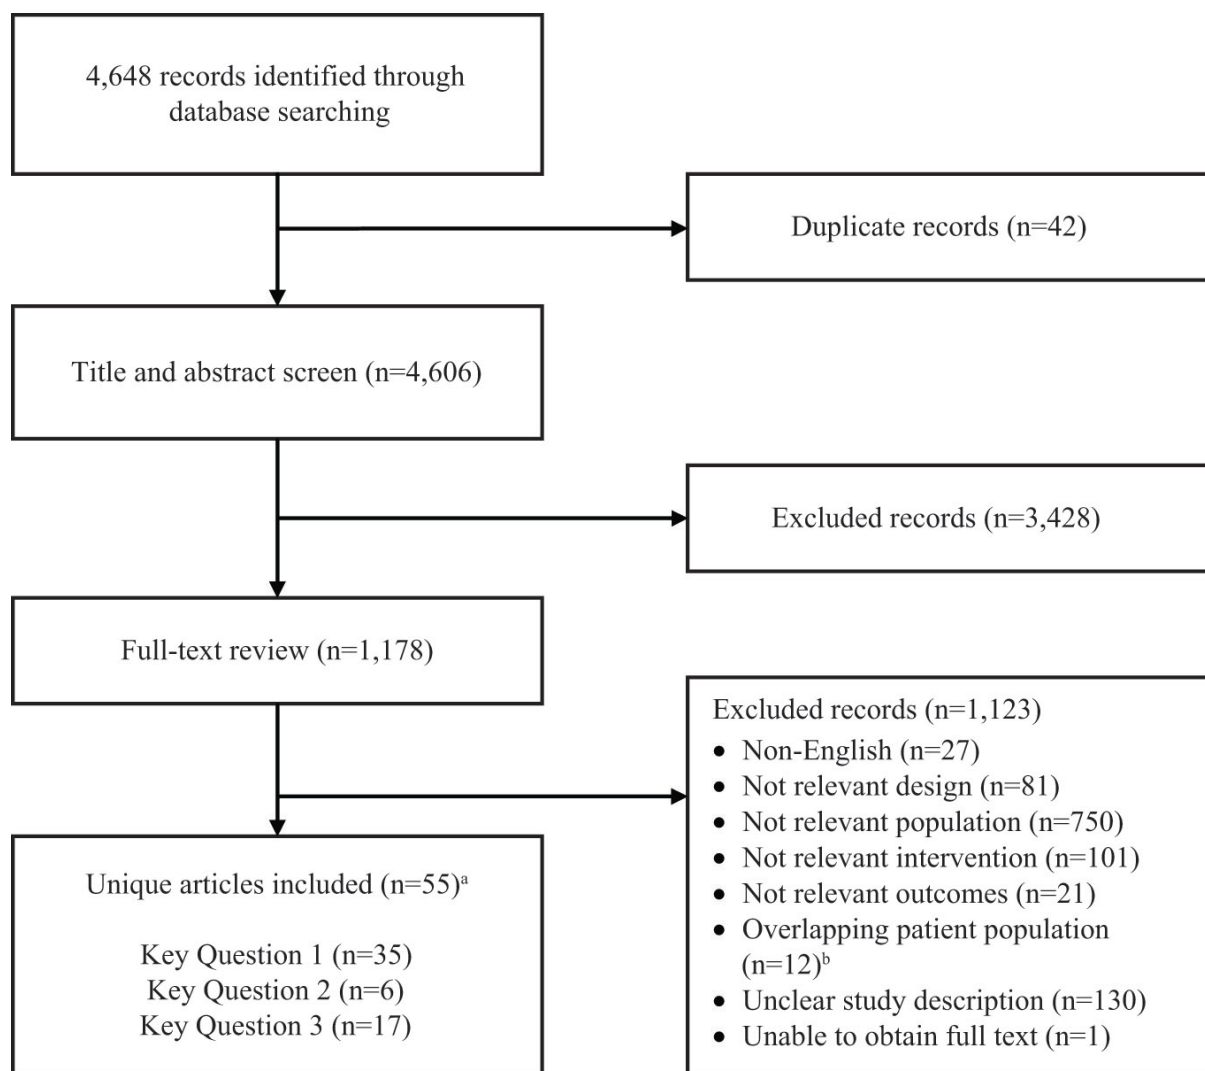 4,648 records identified through
database searching
Duplicate records (n=42)
Title and abstract screen (n=4,606)
Excluded records (n=3,428)
Full-text review (n=1,178)
Excluded records (n=1,123)
• Non-English (n=27)
• Not relevant design (n=81)
• Not relevant population (n=750)
• Not relevant intervention (n=101)
• Not relevant outcomes (n=21)
• Overlapping patient population
(n=12)ᵇ
• Unclear study description (n=130)
• Unable to obtain full text (n=1)
Unique articles included (n=55)ᵃ
Key Question 1 (n=35)
Key Question 2 (n=6)
Key Question 3 (n=17)